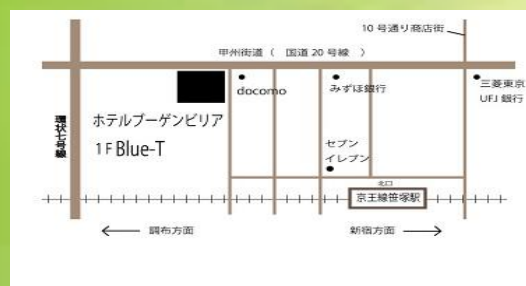 10号通り商店街
甲州街道（ 国道20号線 ）
docomo
みずほ銀行
三菱東京
UFJ 銀行
環状七号線
ホテルブーゲンビリア
1F Blue-T
セブン
イレブン
北口
京王線笹塚駅
調布方面
新宿方面